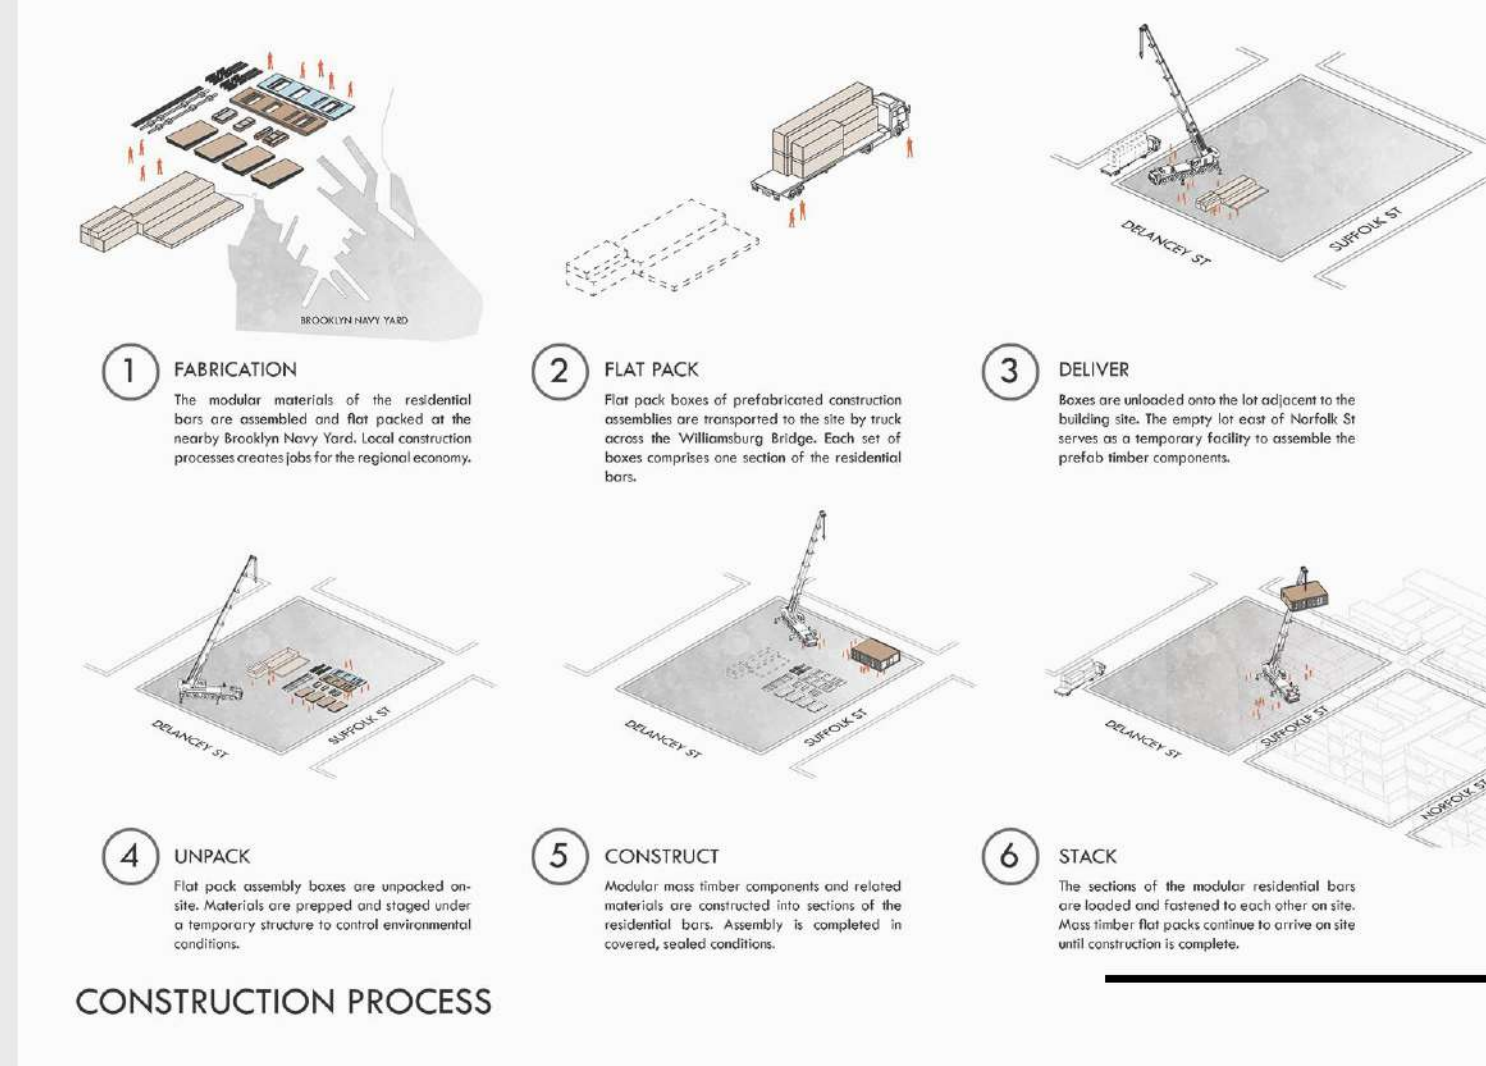 BROOKLYN NAVY YARD
DELANCEY ST
SUFFOLK ST
1
FABRICATION
The modular materials of the residential
bars are assembled and flat packed at the
nearby Brooklyn Navy Yard. Local construction
processes creates jobs for the regional economy.
2
FLAT PACK
Flat pack boxes of prefabricated construction
assemblies are transported to the site by truck
across the Williamsburg Bridge. Each set of
boxes comprises one section of the residential
bars.
3
DELIVER
Boxes are unloaded onto the lot adjacent to the
building site. The empty lot east of Norfolk St
serves as a temporary facility to assemble the
prefab timber components.
DELANCEY ST
SUFFOLK ST
DELANCEY ST
SUFFOLK ST
DELANCEY ST
SUFFOKLF ST
NORFOLK ST
4
UNPACK
Flat pack assembly boxes are unpacked on-
site. Materials are prepped and staged under
a temporary structure to control environmental
conditions.
5
CONSTRUCT
Modular mass timber components and related
materials are constructed into sections of the
residential bars. Assembly is completed in
covered, sealed conditions.
6
STACK
The sections of the modular residential bars
are loaded and fastened to each other on site.
Mass timber flat packs continue to arrive on site
until construction is complete.
CONSTRUCTION PROCESS